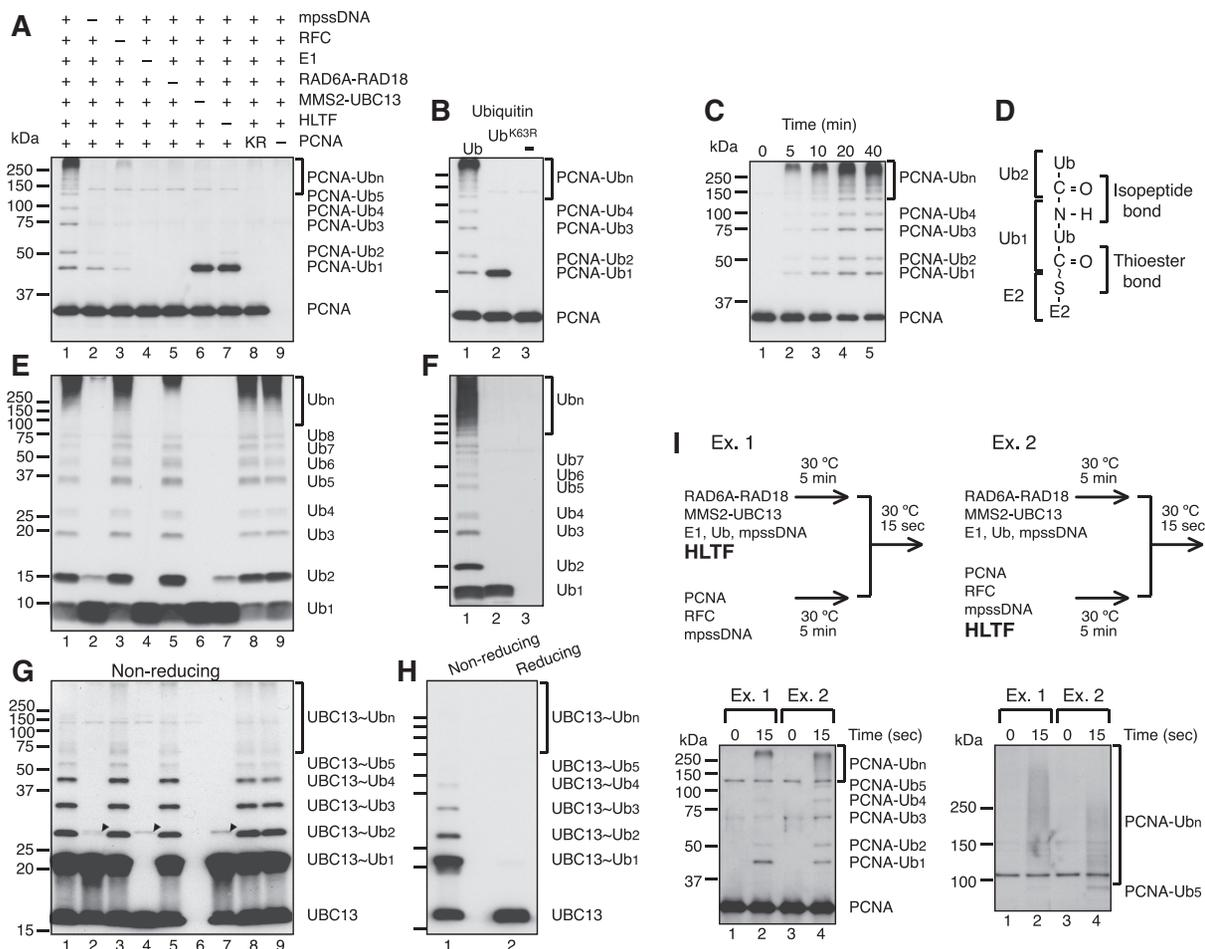 A
+ – + + + + + + + mpssDNA
+ + – + + + + + + RFC
+ + + – + + + + + E1
+ + + + – + + + + RAD6A-RAD18
+ + + + + – + + + MMS2-UBC13
+ + + + + + – + + HLTF
kDa + + + + + + + KR – PCNA
250
150
100
75
50
37
PCNA-Ubn
PCNA-Ub5
PCNA-Ub4
PCNA-Ub3
PCNA-Ub2
PCNA-Ub1
PCNA
1 2 3 4 5 6 7 8 9
B
Ubiquitin
Ub UbK63R –
PCNA-Ubn
PCNA-Ub4
PCNA-Ub3
PCNA-Ub2
PCNA-Ub1
PCNA
1 2 3
C
Time (min)
kDa 0 5 10 20 40
250
150
100
75
50
37
PCNA-Ubn
PCNA-Ub4
PCNA-Ub3
PCNA-Ub2
PCNA-Ub1
PCNA
1 2 3 4 5
D
Ub2
Ub1
E2
Ub
C = O
N - H
Ub
C = O
S
E2
Isopeptide
bond
Thioester
bond
E
250
150
100
75
50
37
25
20
15
10
Ubn
Ub8
Ub7
Ub6
Ub5
Ub4
Ub3
Ub2
Ub1
1 2 3 4 5 6 7 8 9
F
Ubn
Ub7
Ub6
Ub5
Ub4
Ub3
Ub2
Ub1
1 2 3
G
Non-reducing
250
150
100
75
50
37
25
20
15
UBC13~Ubn
UBC13~Ub5
UBC13~Ub4
UBC13~Ub3
UBC13~Ub2
UBC13~Ub1
UBC13
1 2 3 4 5 6 7 8 9
H
Non-reducing
Reducing
UBC13~Ubn
UBC13~Ub5
UBC13~Ub4
UBC13~Ub3
UBC13~Ub2
UBC13~Ub1
UBC13
1 2
I
Ex. 1
RAD6A-RAD18
MMS2-UBC13
E1, Ub, mpssDNA
HLTF
30 ºC
5 min
30 ºC
15 sec
PCNA
RFC
mpssDNA
30 ºC
5 min
Ex. 2
RAD6A-RAD18
MMS2-UBC13
E1, Ub, mpssDNA
30 ºC
5 min
30 ºC
15 sec
PCNA
RFC
mpssDNA
HLTF
30 ºC
5 min
Ex. 1 Ex. 2
kDa 0 15 0 15 Time (sec)
250
150
100
75
50
37
PCNA-Ubn
PCNA-Ub5
PCNA-Ub4
PCNA-Ub3
PCNA-Ub2
PCNA-Ub1
PCNA
1 2 3 4
Ex. 1 Ex. 2
kDa 0 15 0 15 Time (sec)
250
150
100
PCNA-Ubn
PCNA-Ub5
1 2 3 4